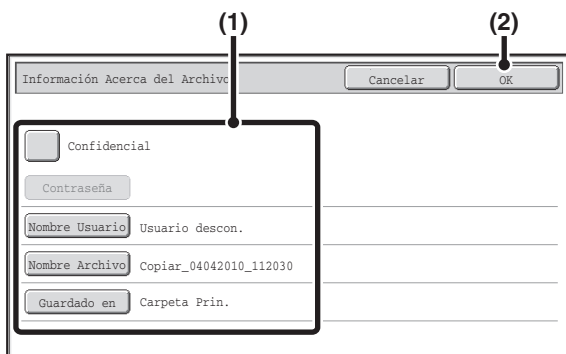 (1) (2)
Información Acerca del Archivo Cancelar OK
Confidencial
Contraseña
Nombre Usuario Usuario descon.
Nombre Archivo Copiar_04042010_112030
Guardado en Carpeta Prin.